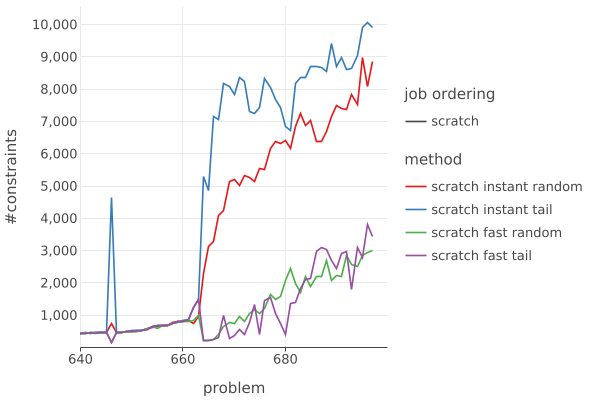 10,000
9,000
8,000
7,000
6,000
5,000
4,000
3,000
2,000
1,000
#constraints
640
660
680
problem
job ordering
scratch
method
scratch instant random
scratch instant tail
scratch fast random
scratch fast tail